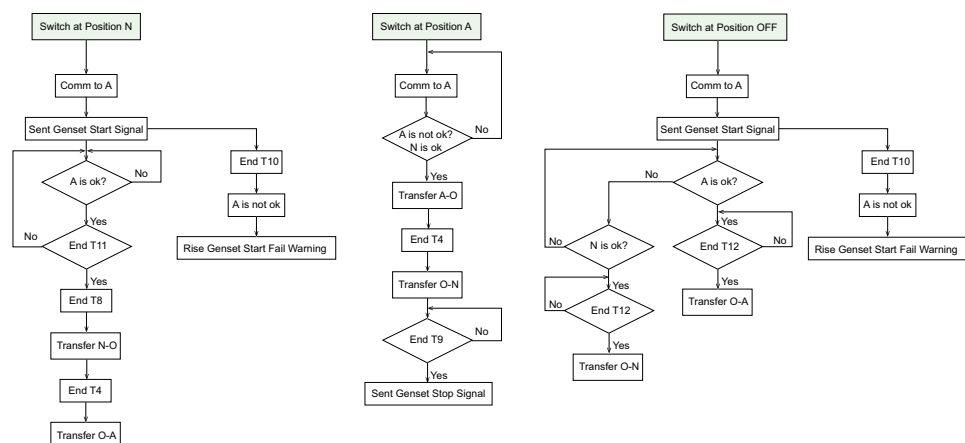 Switch at Position N
Comm to A
Sent Genset Start Signal
A is ok?
No
Yes
End T11
No
Yes
End T8
Transfer N-O
End T4
Transfer O-A
End T10
A is not ok
Rise Genset Start Fail Warning
Switch at Position A
Comm to A
A is not ok?
N is ok
No
Yes
Transfer A-O
End T4
Transfer O-N
End T9
No
Yes
Sent Genset Stop Signal
Switch at Position OFF
Comm to A
Sent Genset Start Signal
A is ok?
No
Yes
N is ok?
No
Yes
End T12
No
Transfer O-N
End T12
No
Yes
Transfer O-A
End T10
A is not ok
Rise Genset Start Fail Warning